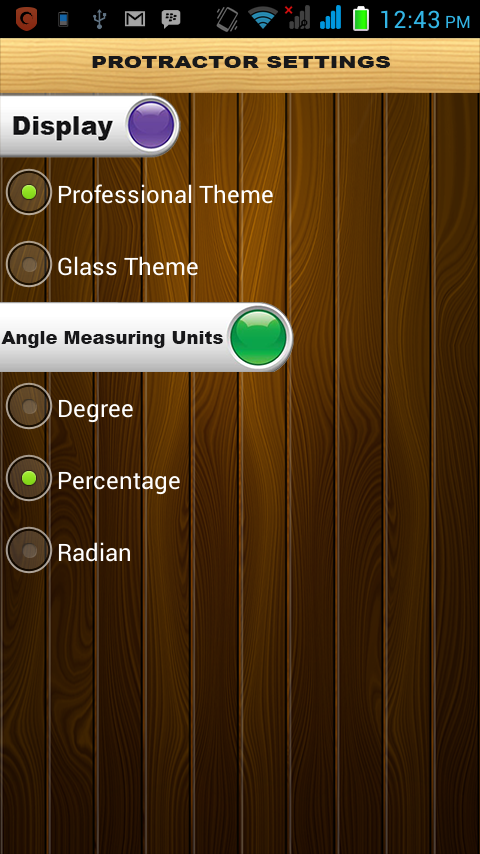 12:43 PM
PROTRACTOR SETTINGS
Display
Professional Theme
Glass Theme
Angle Measuring Units
Degree
Percentage
Radian